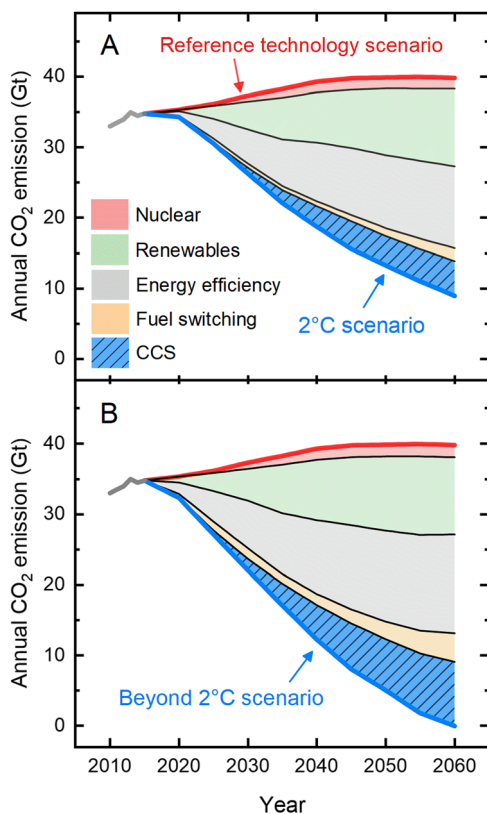 A
Reference technology scenario
Annual CO₂ emission (Gt)
40
30
20
10
0
Nuclear
Renewables
Energy efficiency
Fuel switching
CCS
2°C scenario
B
Annual CO₂ emission (Gt)
40
30
20
10
0
Beyond 2°C scenario
2010 2020 2030 2040 2050 2060
Year